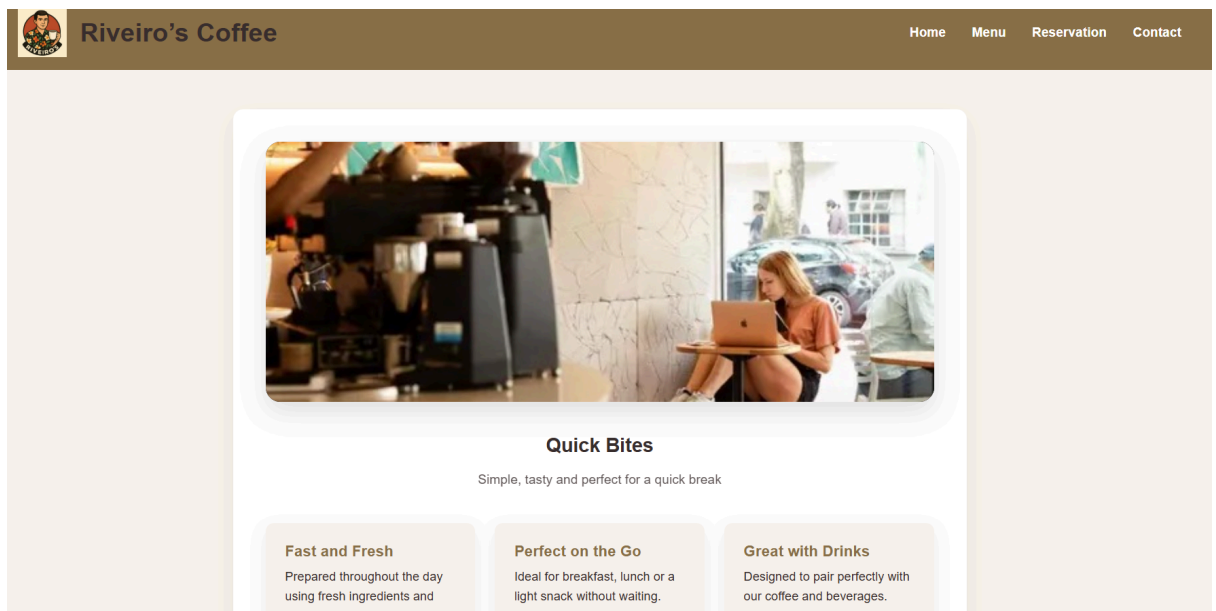 RIVEIRO'S
Riveiro’s Coffee
Home Menu Reservation Contact
Quick Bites
Simple, tasty and perfect for a quick break
Fast and Fresh
Prepared throughout the day
using fresh ingredients and
Perfect on the Go
Ideal for breakfast, lunch or a
light snack without waiting.
Great with Drinks
Designed to pair perfectly with
our coffee and beverages.